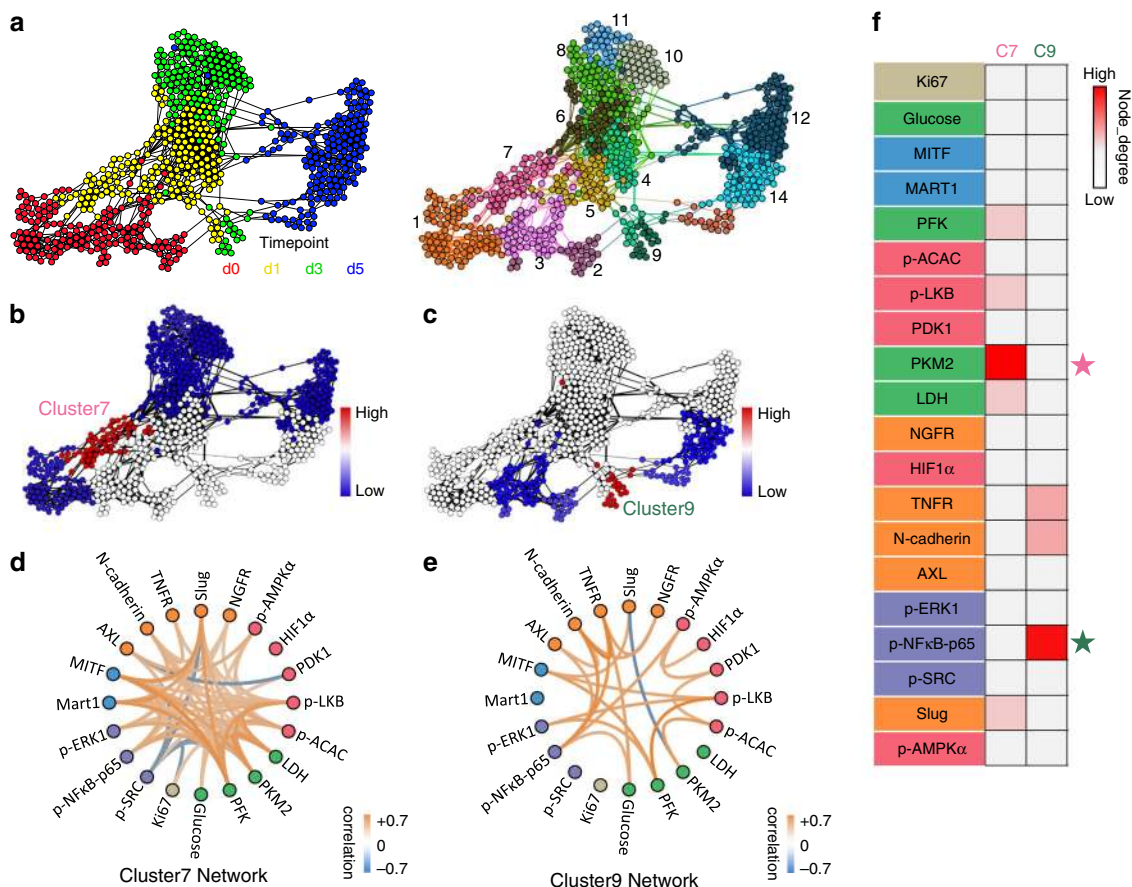 a
Timepoint
d0 d1 d3 d5
11
8
10
6
12
7
4
14
5
1
3
2
9
b
Cluster7
High
Low
c
High
Low
Cluster9
d
N-cadherin
TNFR
Slug
NGFR
p-AMPKα
HIF1α
PDK1
p-LKB
p-ACAC
LDH
PKM2
PFK
Glucose
Ki67
p-SRC
p-NFκB-p65
p-ERK1
Mart1
MITF
AXL
correlation
+0.7
0
–0.7
Cluster7 Network
e
N-cadherin
TNFR
Slug
NGFR
p-AMPKα
HIF1α
PDK1
p-LKB
p-ACAC
LDH
PKM2
PFK
Glucose
Ki67
p-SRC
p-NFκB-p65
p-ERK1
Mart1
MITF
AXL
correlation
+0.7
0
–0.7
Cluster9 Network
f
C7 C9
High
Node_degree
Low
Ki67
Glucose
MITF
MART1
PFK
p-ACAC
p-LKB
PDK1
PKM2
LDH
NGFR
HIF1α
TNFR
N-cadherin
AXL
p-ERK1
p-NFκB-p65
p-SRC
Slug
p-AMPKα